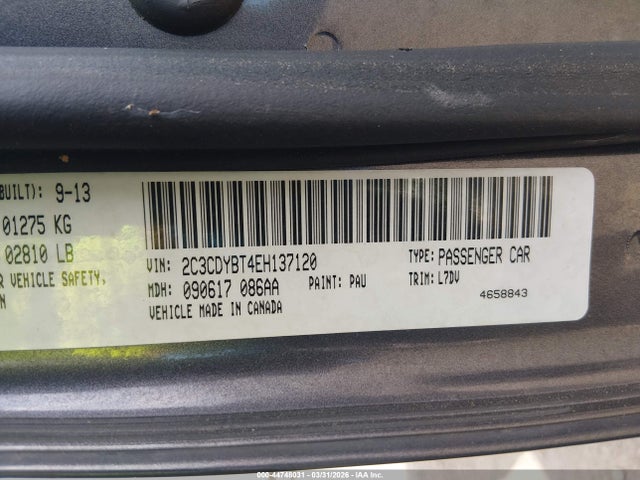 BUILT): 9-13
01275 KG
02810 LB
R VEHICLE SAFETY,
N
VIN: 2C3CDYBT4EH137120
TYPE: PASSENGER CAR
MDH: 090617 086AA
PAINT: PAU
TRIM: L7DV
VEHICLE MADE IN CANADA
4658843
000-44748031 - 03/31/2026 - IAA Inc.